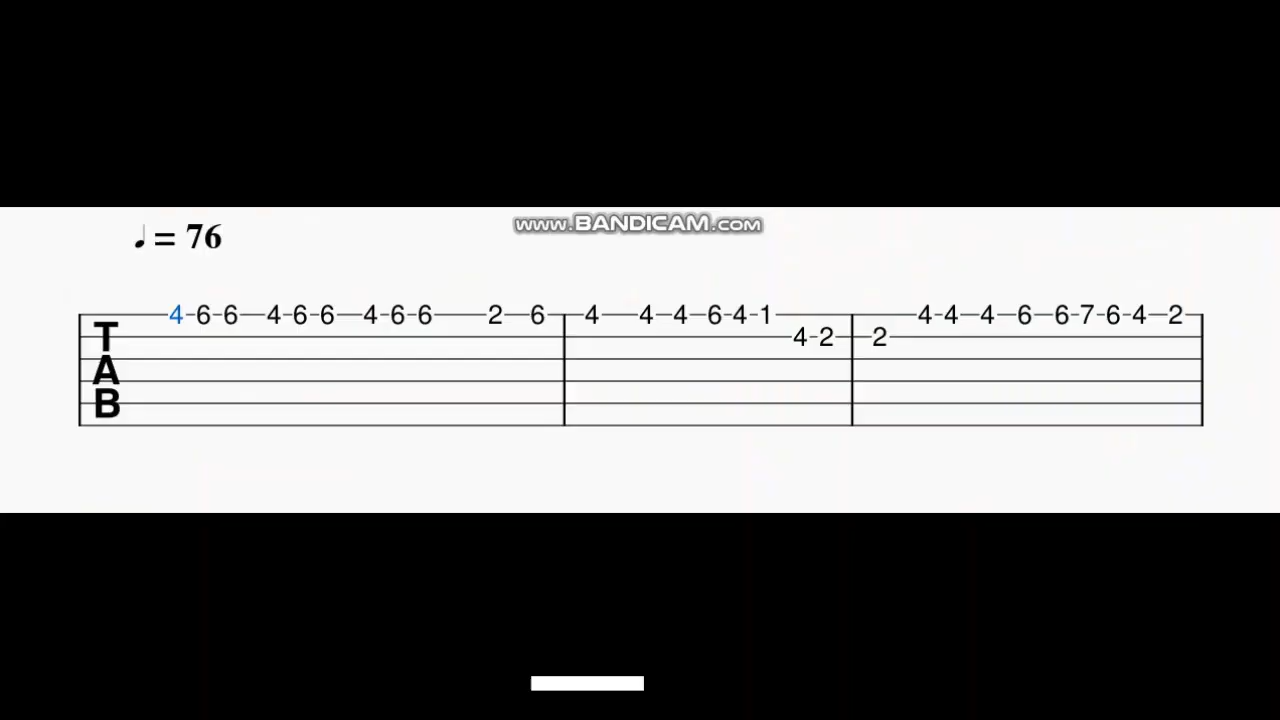 www.BANDICAM.com
♩ = 76
4 6 6 4 6 6 4 6 6 2 6 4 4 4 6 4 1 4 4 4 6 6 7 6 4 2
T 4 2 2
A
B